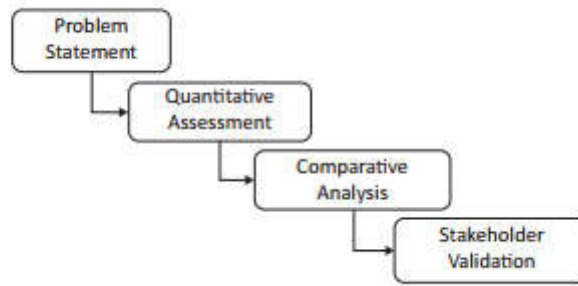 Problem
Statement
Quantitative
Assessment
Comparative
Analysis
Stakeholder
Validation